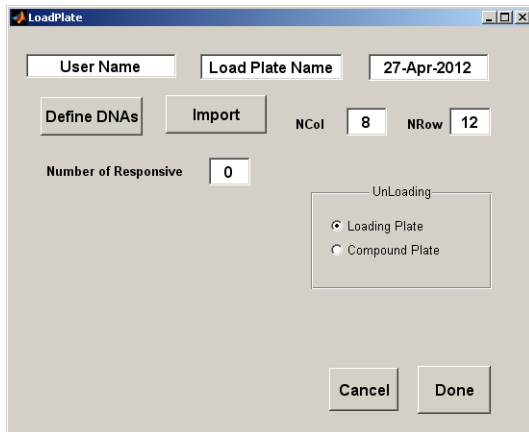 LoadPlate
User Name Load Plate Name 27-Apr-2012
Define DNAs Import NCol 8 NRow 12
Number of Responsive 0
UnLoading
Loading Plate
Compound Plate
Cancel Done